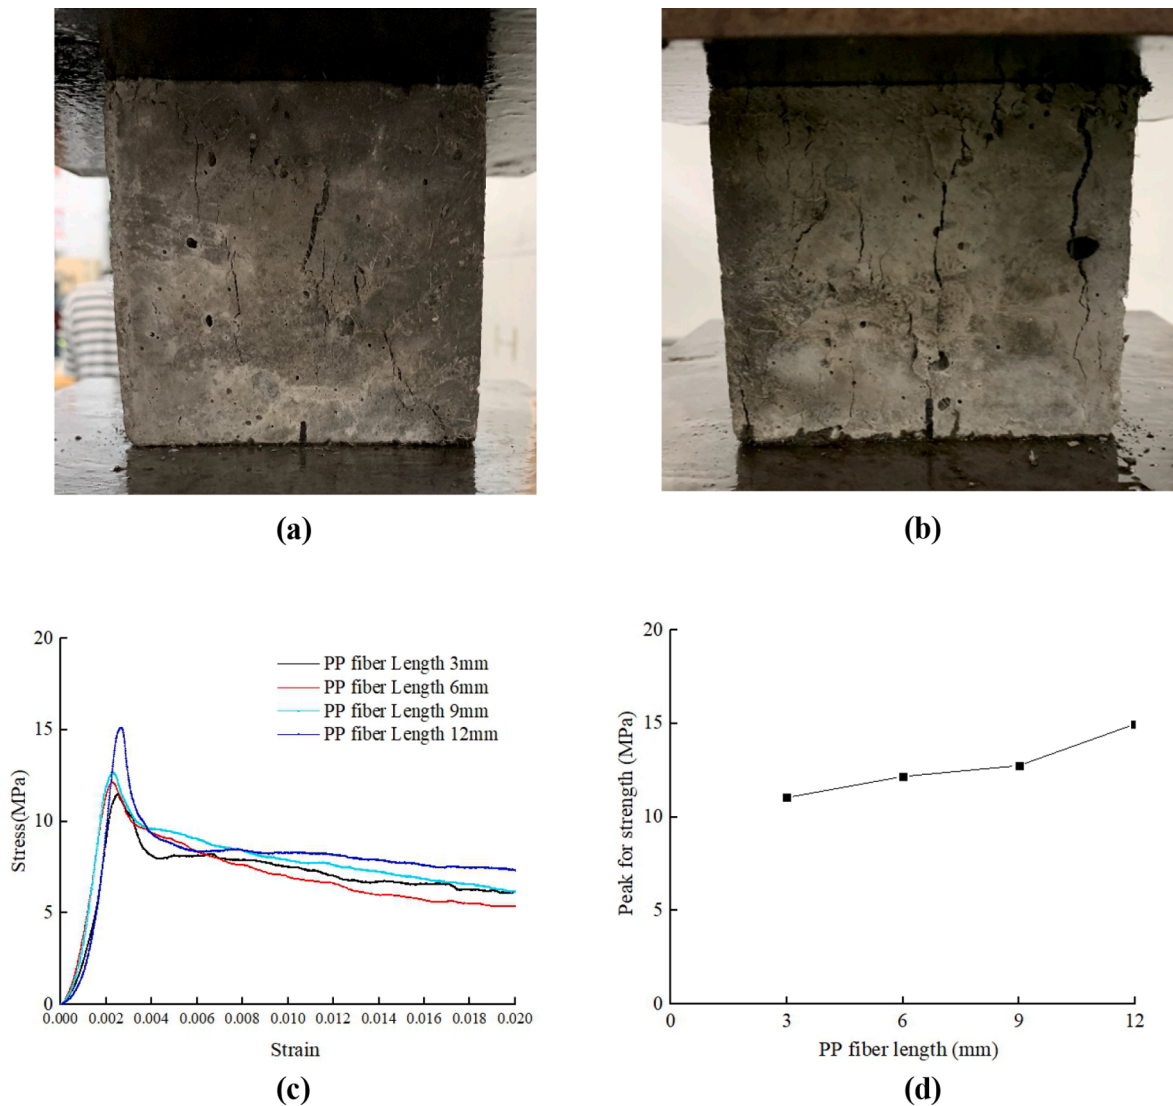 (a)
(b)
20
15
10
5
0
Stress(MPa)
PP fiber Length 3mm
PP fiber Length 6mm
PP fiber Length 9mm
PP fiber Length 12mm
0.000 0.002 0.004 0.006 0.008 0.010 0.012 0.014 0.016 0.018 0.020
Strain
(c)
20
15
10
5
0
Peak for strength (MPa)
0 3 6 9 12
PP fiber length (mm)
(d)